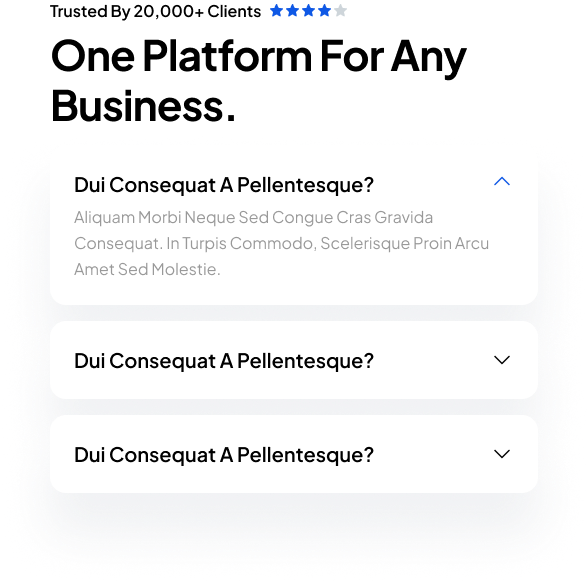 Trusted By 20,000+ Clients
One Platform For Any
Business.
Dui Consequat A Pellentesque?
Aliquam Morbi Neque Sed Congue Cras Gravida
Consequat. In Turpis Commodo, Scelerisque Proin Arcu
Amet Sed Molestie.
Dui Consequat A Pellentesque?
Dui Consequat A Pellentesque?